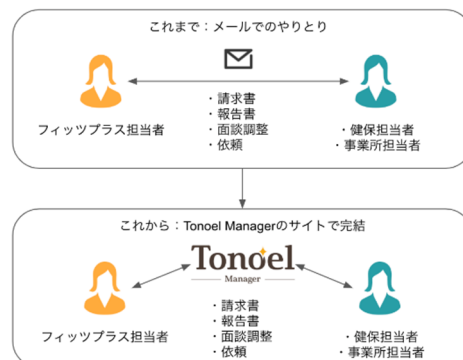 これまで：メールでのやりとり
・請求書
・報告書
・面談調整
・依頼
フィッツプラス担当者
・健保担当者
・事業所担当者
これから：Tonoel Managerのサイトで完結
Tonoel
Manager
・請求書
・報告書
・面談調整
・依頼
フィッツプラス担当者
・健保担当者
・事業所担当者